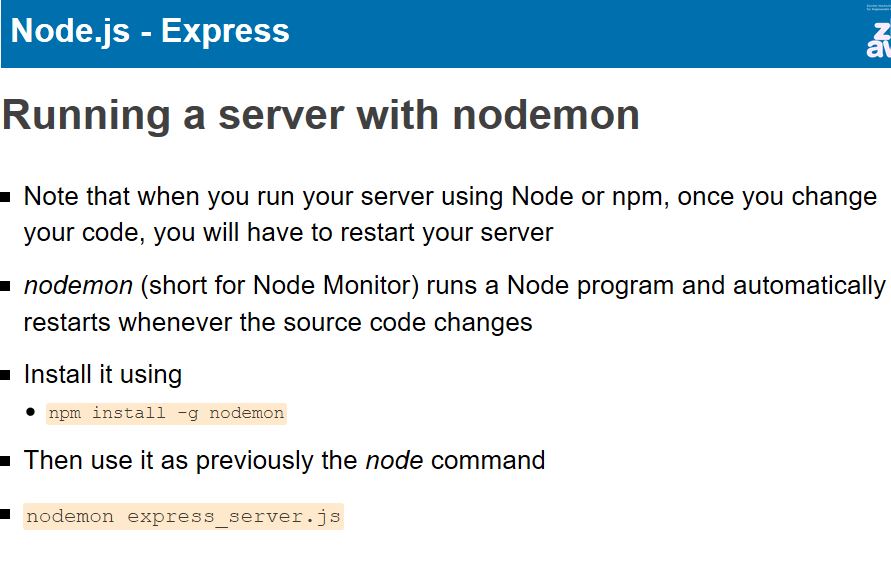 Node.js - Express
Running a server with nodemon
Note that when you run your server using Node or npm, once you change
your code, you will have to restart your server
nodemon (short for Node Monitor) runs a Node program and automatically
restarts whenever the source code changes
Install it using
npm install -g nodemon
Then use it as previously the node command
nodemon express_server.js